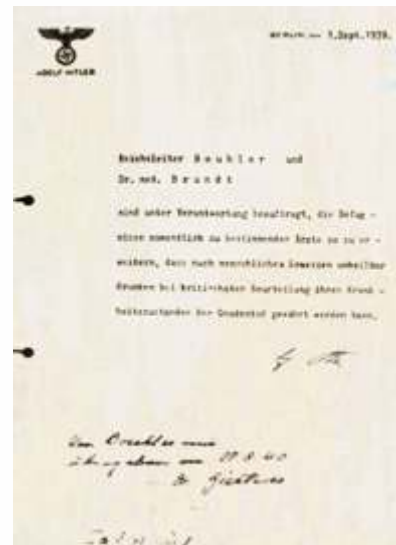 ADOLF HITLER
BERLIN, den 1.Sept.1939.
Reichsleiter B o u h l e r und
Dr. med. B r a n d t
sind unter Verantwortung beauftragt, die Befug -
nisse namentlich zu bestimmender Ärzte so zu er -
weitern, dass nach menschlichem Ermessen unheilbar
Kranken bei kritischster Beurteilung ihres Krank -
heitszustandes der Gnadentod gewährt werden kann.
Von Bouhler mir
übergeben am 27.8.40
Dr. Gürtner